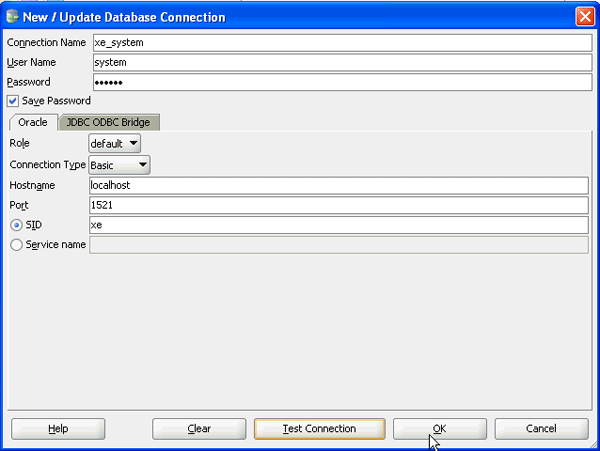 New / Update Database Connection
Connection Name xe_system
User Name system
Password ••••••
Save Password
Oracle JDBC ODBC Bridge
Role default
Connection Type Basic
Hostname localhost
Port 1521
SID xe
Service name
Help Clear Test Connection OK Cancel